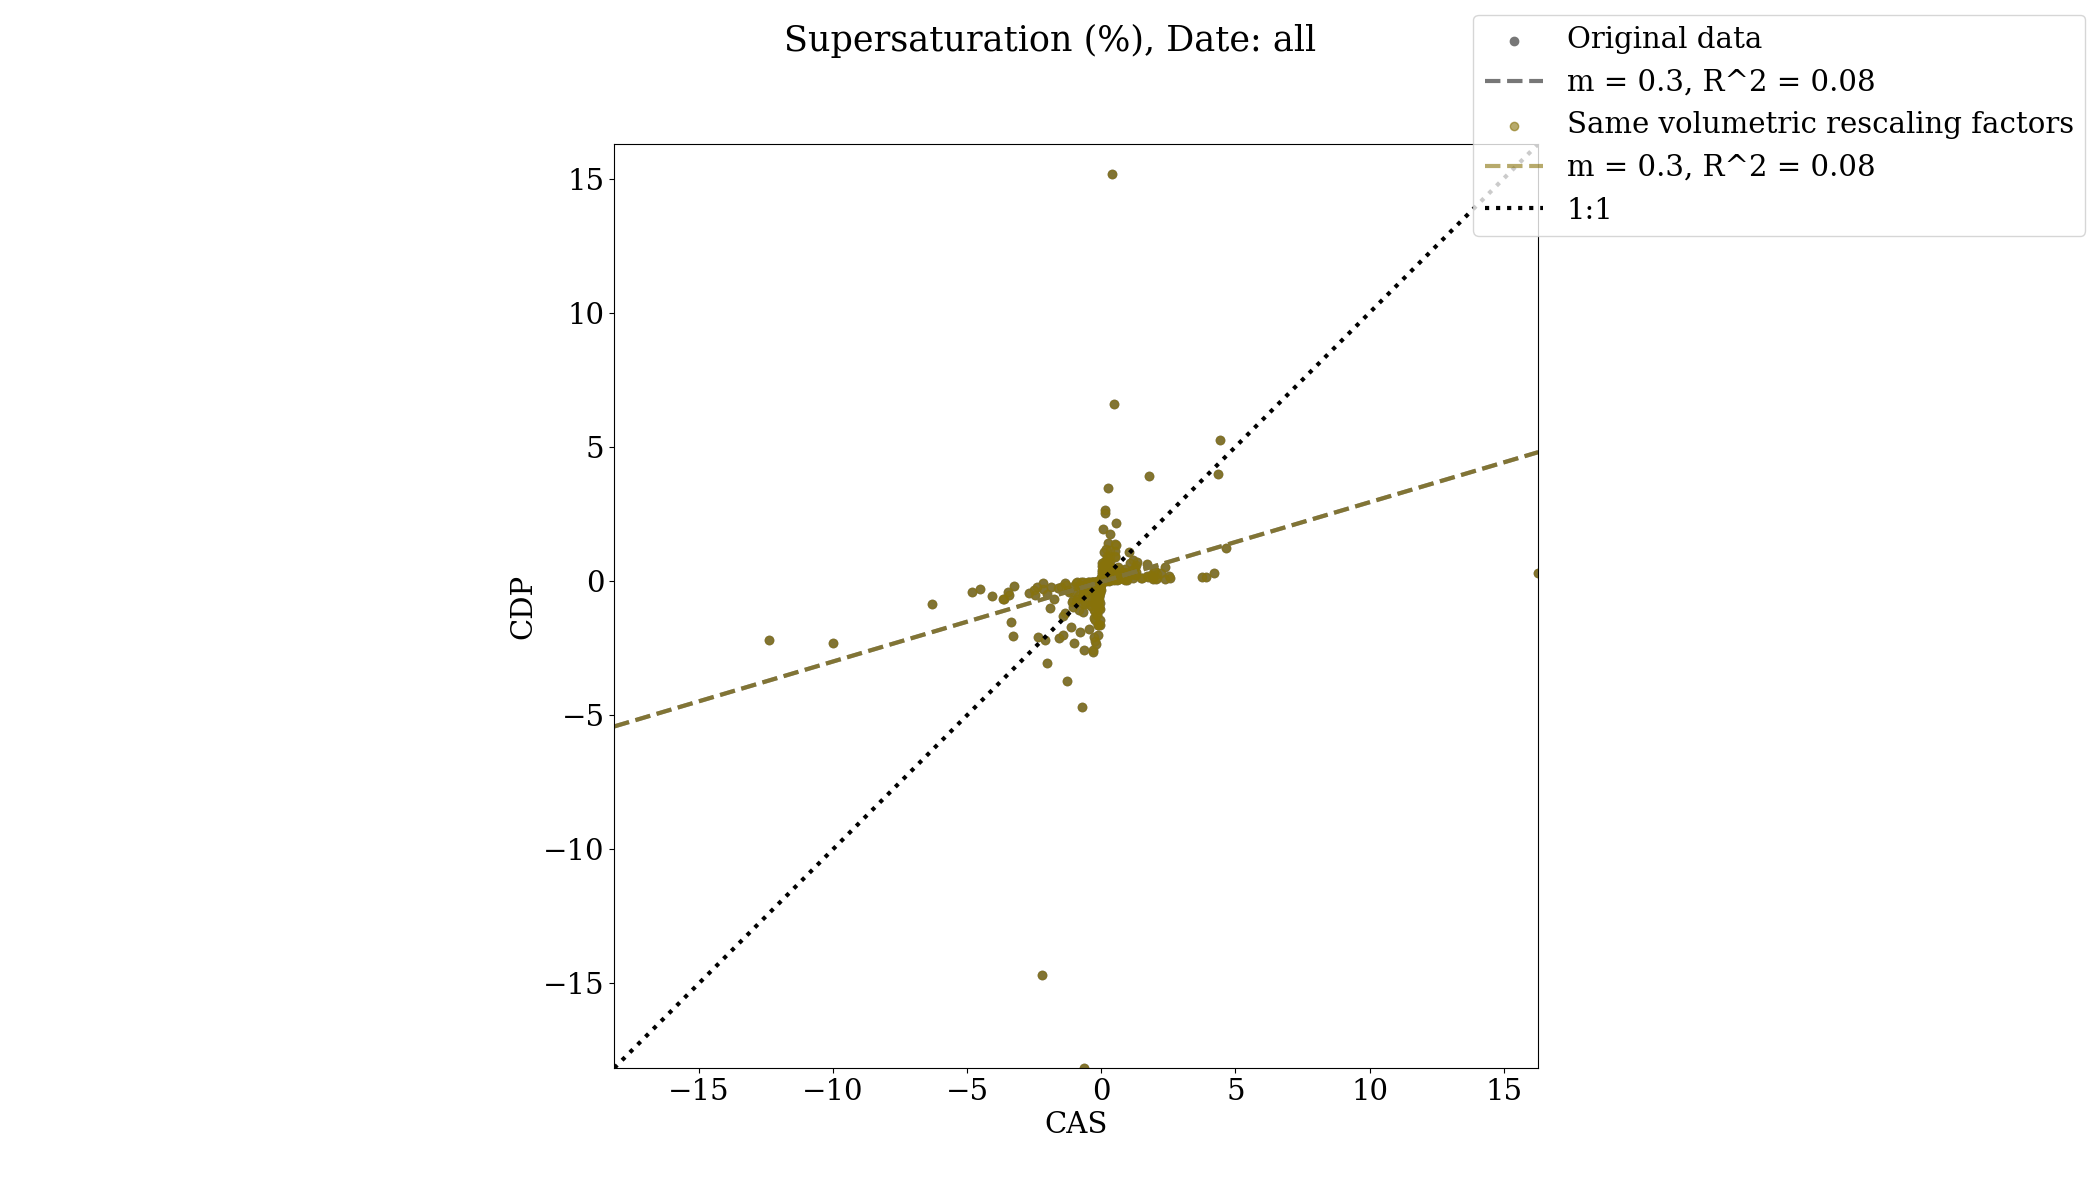 Supersaturation (%), Date: all
Original data
m = 0.3, R^2 = 0.08
Same volumetric rescaling factors
m = 0.3, R^2 = 0.08
1:1
15
10
5
0
−5
−10
−15
CDP
−15
−10
−5
0
5
10
15
CAS